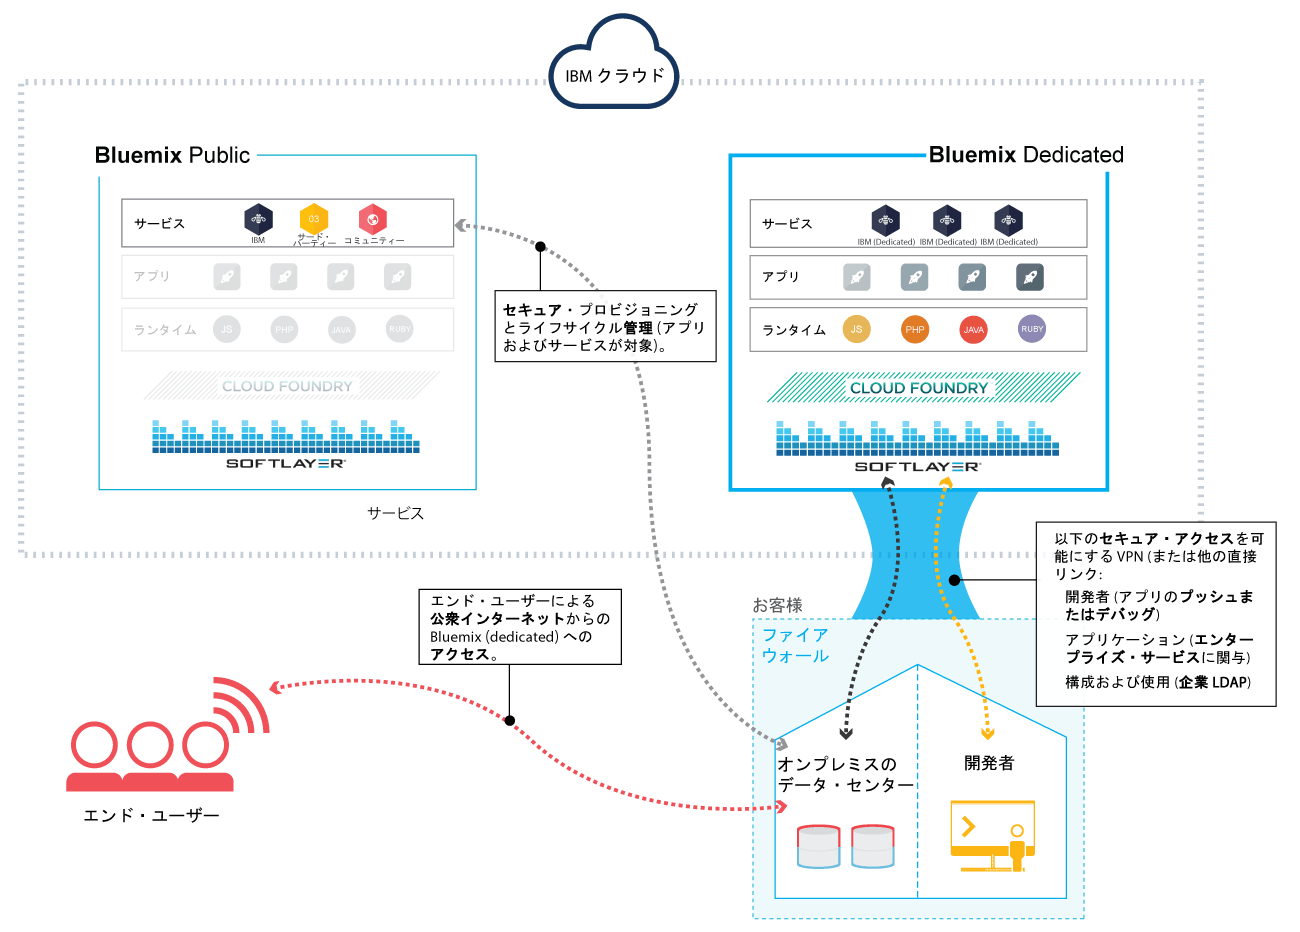 IBM クラウド
Bluemix Public
サービス
IBM
03
サード・
パーティー
コミュニティー
アプリ
ランタイム
JS
PHP
JAVA
RUBY
CLOUD FOUNDRY
SOFTLAYER
サービス
セキュア・プロビジョニング
とライフサイクル管理 (アプリ
およびサービスが対象)。
Bluemix Dedicated
サービス
IBM (Dedicated)
IBM (Dedicated)
IBM (Dedicated)
アプリ
ランタイム
JS
PHP
JAVA
RUBY
CLOUD FOUNDRY
SOFTLAYER
以下のセキュア・アクセスを可
能にする VPN (または他の直接
リンク:
開発者 (アプリのプッシュま
たはデバッグ)
アプリケーション (エンター
プライズ・サービスに関与)
構成および使用 (企業 LDAP)
エンド・ユーザーによる
公衆インターネットからの
Bluemix (dedicated) への
アクセス。
お客様
ファイア
ウォール
オンプレミスの
データ・センター
開発者
エンド・ユーザー